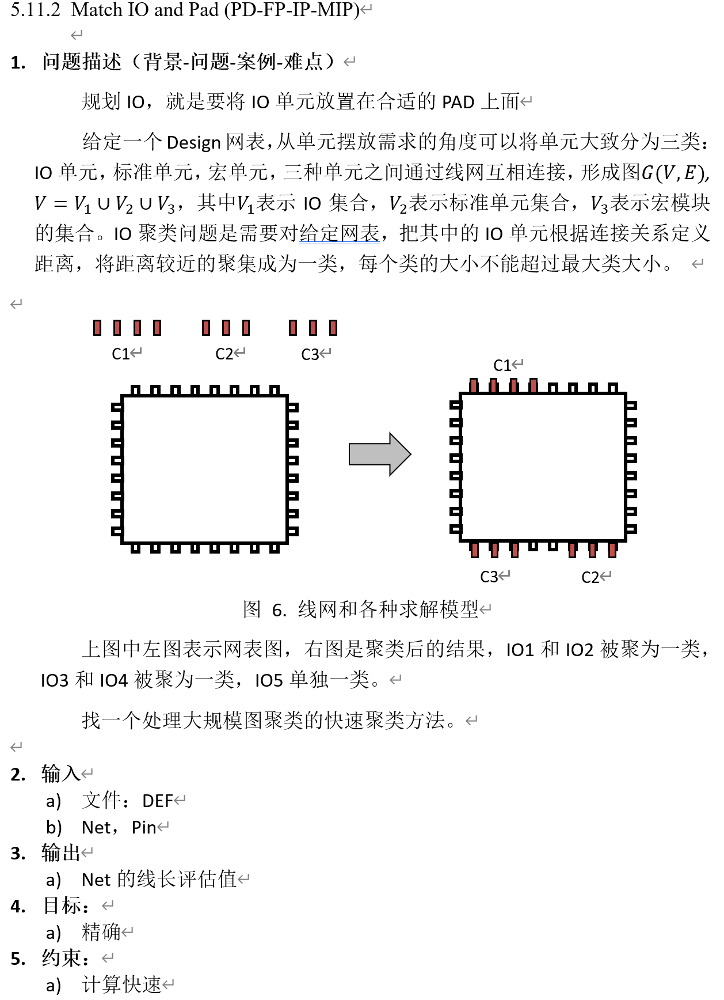 5.11.2 Match IO and Pad (PD-FP-IP-MIP)↵
↵
1. 问题描述（背景-问题-案例-难点）↵
规划 IO，就是要将 IO 单元放置在合适的 PAD 上面↵
给定一个 Design 网表，从单元摆放需求的角度可以将单元大致分为三类：
IO 单元，标准单元，宏单元，三种单元之间通过线网互相连接，形成图G(V, E),
V = V₁ ∪ V₂ ∪ V₃，其中V₁表示 IO 集合，V₂表示标准单元集合，V₃表示宏模块
的集合。IO 聚类问题是需要对给定网表，把其中的 IO 单元根据连接关系定义
距离，将距离较近的聚集成为一类，每个类的大小不能超过最大类大小。 ↵
↵
C1↵ C2↵ C3↵
C1↵
C3↵ C2↵
图 6. 线网和各种求解模型↵
上图中左图表示网表图，右图是聚类后的结果，IO1 和 IO2 被聚为一类，
IO3 和 IO4 被聚为一类，IO5 单独一类。↵
找一个处理大规模图聚类的快速聚类方法。↵
↵
2. 输入↵
a) 文件：DEF↵
b) Net，Pin↵
3. 输出↵
a) Net 的线长评估值↵
4. 目标：↵
a) 精确↵
5. 约束：↵
a) 计算快速↵